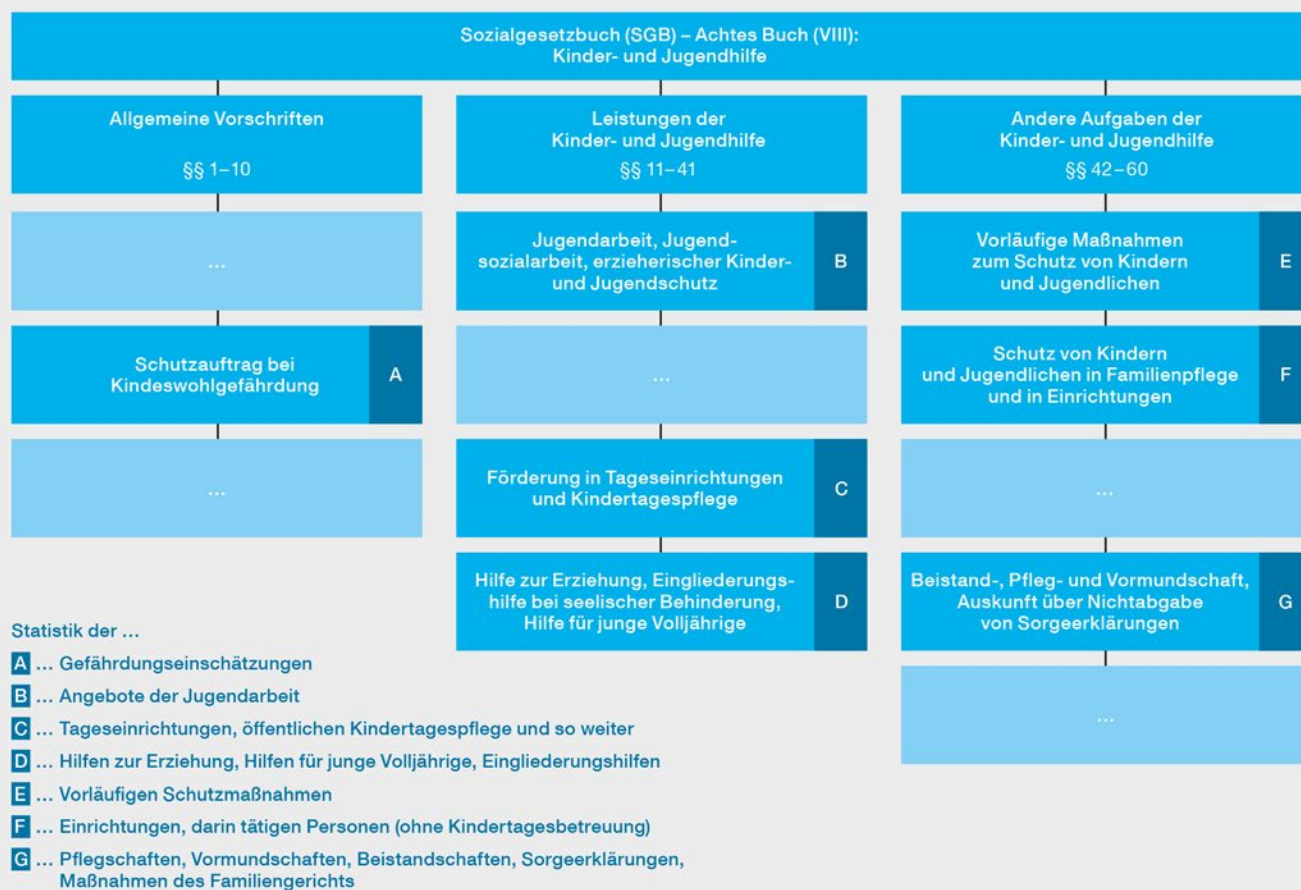 Sozialgesetzbuch (SGB) – Achtes Buch (VIII):
Kinder- und Jugendhilfe
Allgemeine Vorschriften
§§ 1–10
...
Schutzauftrag bei
Kindeswohlgefährdung
A
...
Leistungen der
Kinder- und Jugendhilfe
§§ 11–41
Jugendarbeit, Jugend-
sozialarbeit, erzieherischer Kinder-
und Jugendschutz
B
...
Förderung in Tageseinrichtungen
und Kindertagespflege
C
Hilfe zur Erziehung, Eingliederungs-
hilfe bei seelischer Behinderung,
Hilfe für junge Volljährige
D
Andere Aufgaben der
Kinder- und Jugendhilfe
§§ 42–60
Vorläufige Maßnahmen
zum Schutz von Kindern
und Jugendlichen
E
Schutz von Kindern
und Jugendlichen in Familienpflege
und in Einrichtungen
F
...
Beistand-, Pfleg- und Vormundschaft,
Auskunft über Nichtabgabe
von Sorgeerklärungen
G
...
Statistik der ...
A ... Gefährdungseinschätzungen
B ... Angebote der Jugendarbeit
C ... Tageseinrichtungen, öffentlichen Kindertagespflege und so weiter
D ... Hilfen zur Erziehung, Hilfen für junge Volljährige, Eingliederungshilfen
E ... Vorläufigen Schutzmaßnahmen
F ... Einrichtungen, darin tätigen Personen (ohne Kindertagesbetreuung)
G ... Pflegschaften, Vormundschaften, Beistandschaften, Sorgeerklärungen,
Maßnahmen des Familiengerichts